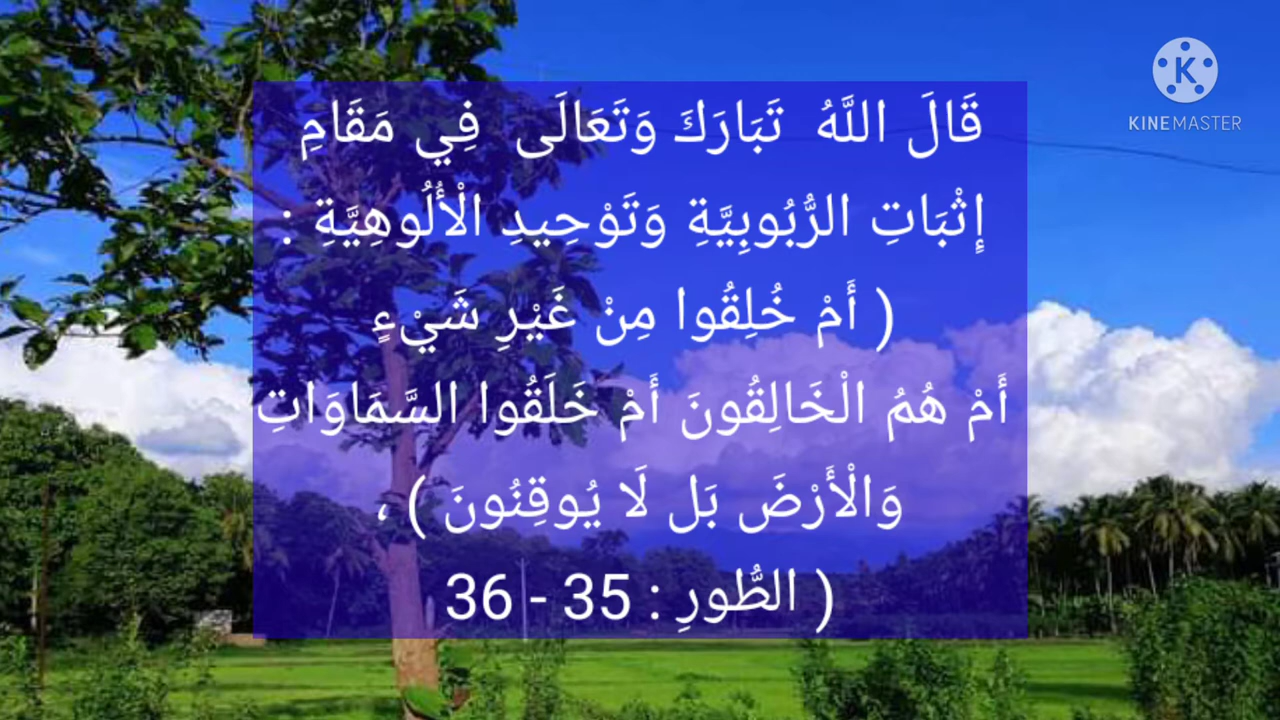 قَالَ اللَّهُ تَبَارَكَ وَتَعَالَى فِي مَقَامِ
إِثْبَاتِ الرُّبُوبِيَّةِ وَتَوْحِيدِ الْأُلُوهِيَّةِ :
( أَمْ خُلِقُوا مِنْ غَيْرِ شَيْءٍ
أَمْ هُمُ الْخَالِقُونَ أَمْ خَلَقُوا السَّمَاوَاتِ
وَالْأَرْضَ بَل لَا يُوقِنُونَ ) ،
( الطُّورِ : 35 - 36
K
KINEMASTER